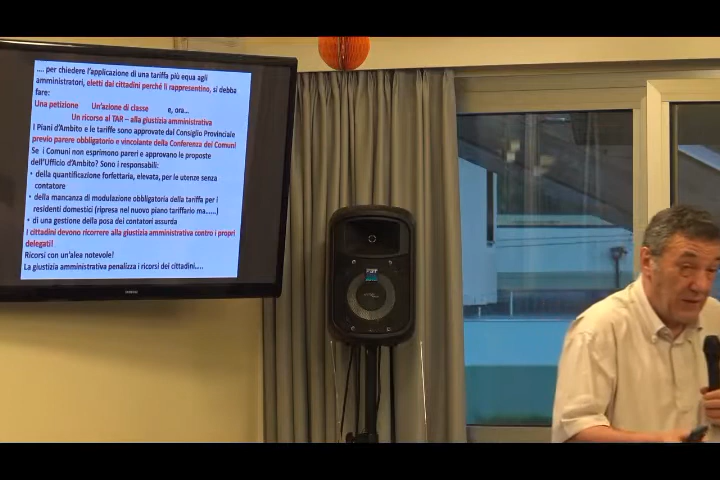 .... per chiedere l'applicazione di una tariffa più equa agli
amministratori, eletti dai cittadini perché li rappresentino, si debba
fare:
Una petizione Un'azione di classe e, ora...
Un ricorso al TAR – alla giustizia amministrativa
I Piani d'Ambito e le tariffe sono approvate dal Consiglio Provinciale
previo parere obbligatorio e vincolante della Conferenza dei Comuni
Se i Comuni non esprimono pareri e approvano le proposte
dell'Ufficio d'Ambito? Sono i responsabili:
• della quantificazione forfettaria, elevata, per le utenze senza
contatore
• della mancanza di modulazione obbligatoria della tariffa per i
residenti domestici (ripresa nel nuovo piano tariffario ma......)
• di una gestione della posa dei contatori assurda
I cittadini devono ricorrere alla giustizia amministrativa contro i propri
delegati!
Ricorsi con un'alea notevole!
La giustizia amministrativa penalizza i ricorsi dei cittadini.....